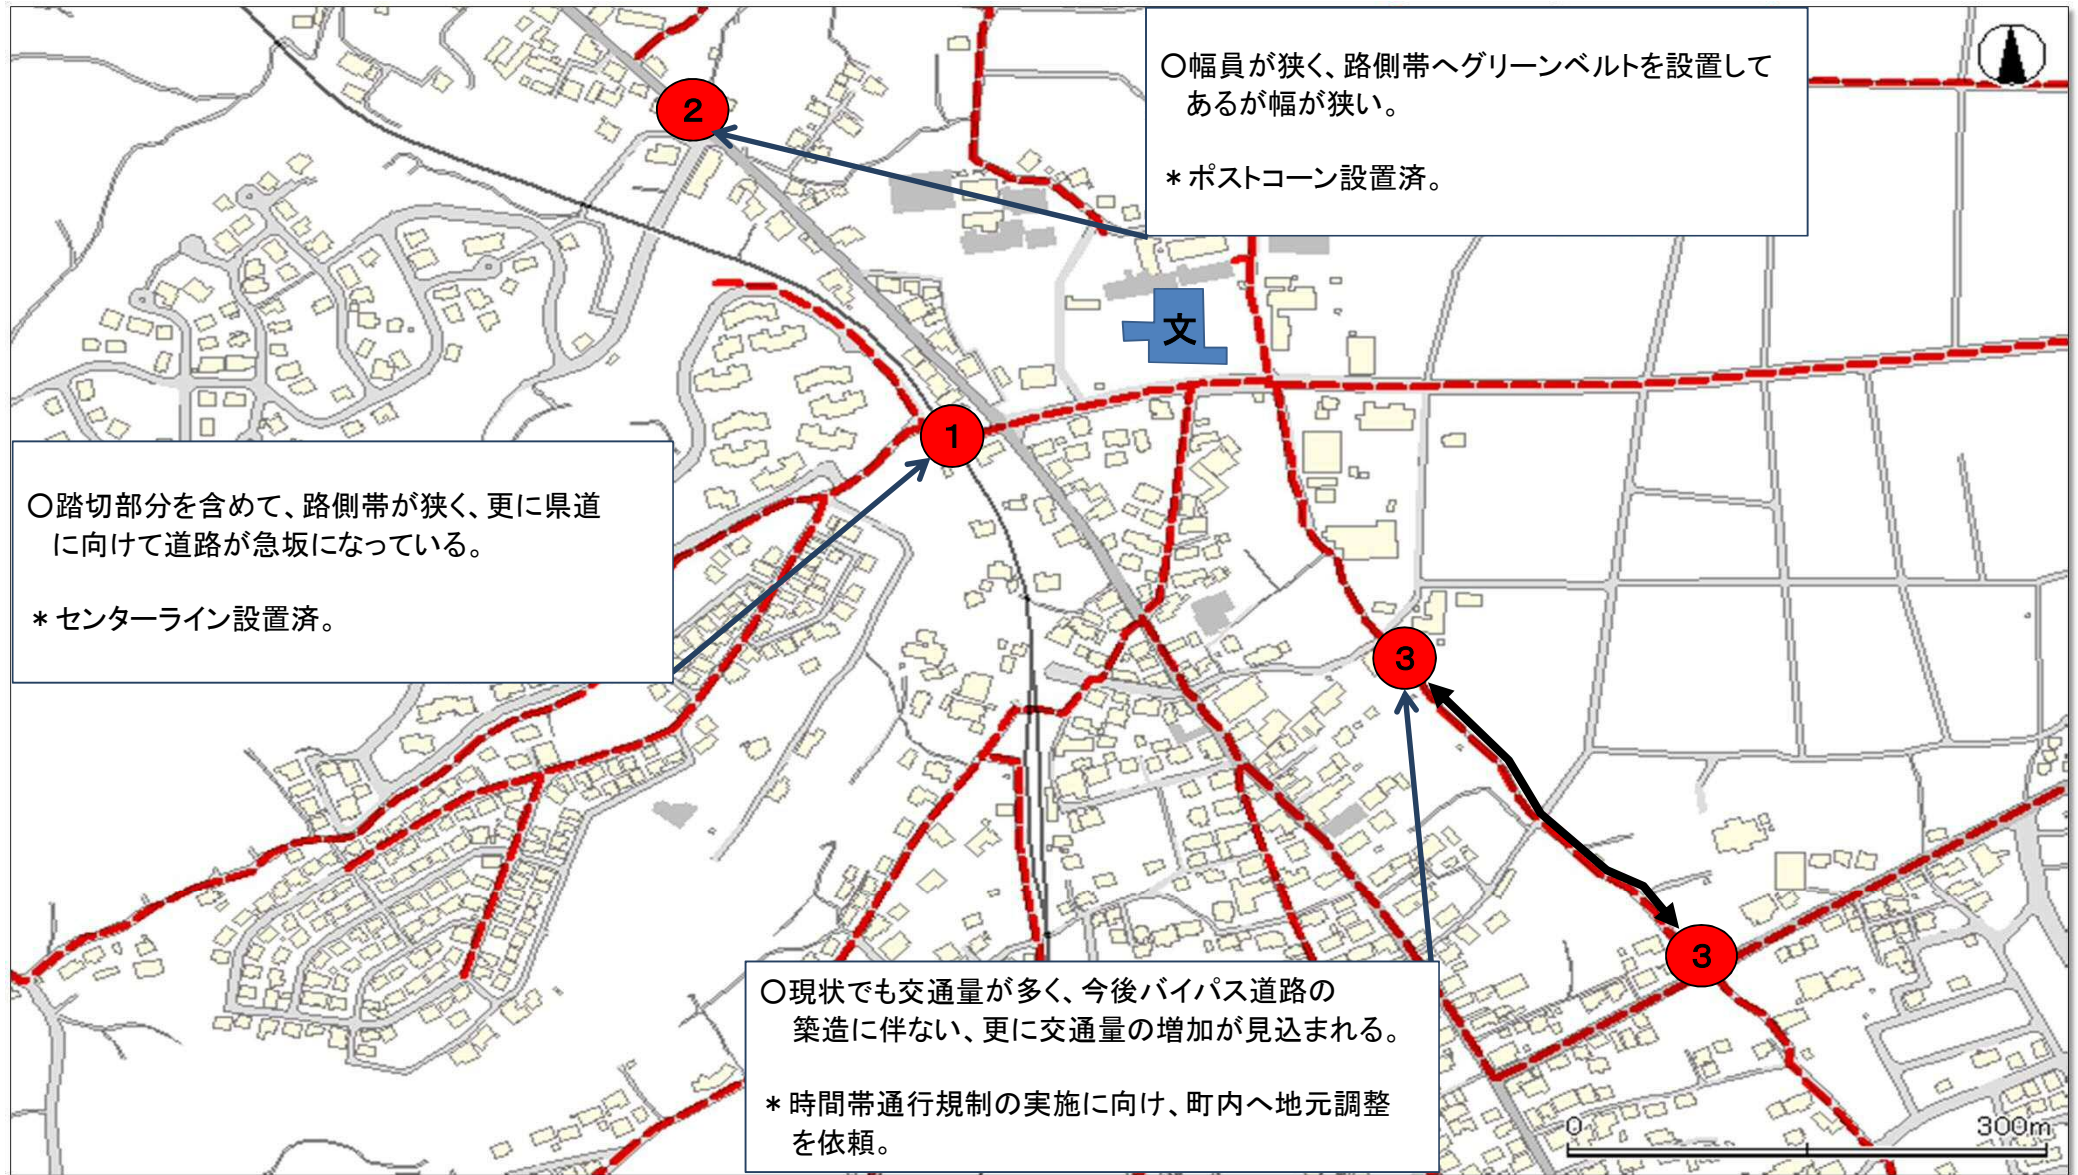 〇幅員が狭く、路側帯へグリーンベルトを設置して
あるが幅が狭い。
＊ポストコーン設置済。
2
文
1
〇踏切部分を含めて、路側帯が狭く、更に県道
に向けて道路が急坂になっている。
＊センターライン設置済。
3
3
〇現状でも交通量が多く、今後バイパス道路の
築造に伴ない、更に交通量の増加が見込まれる。
＊時間帯通行規制の実施に向け、町内へ地元調整
を依頼。
0 300m